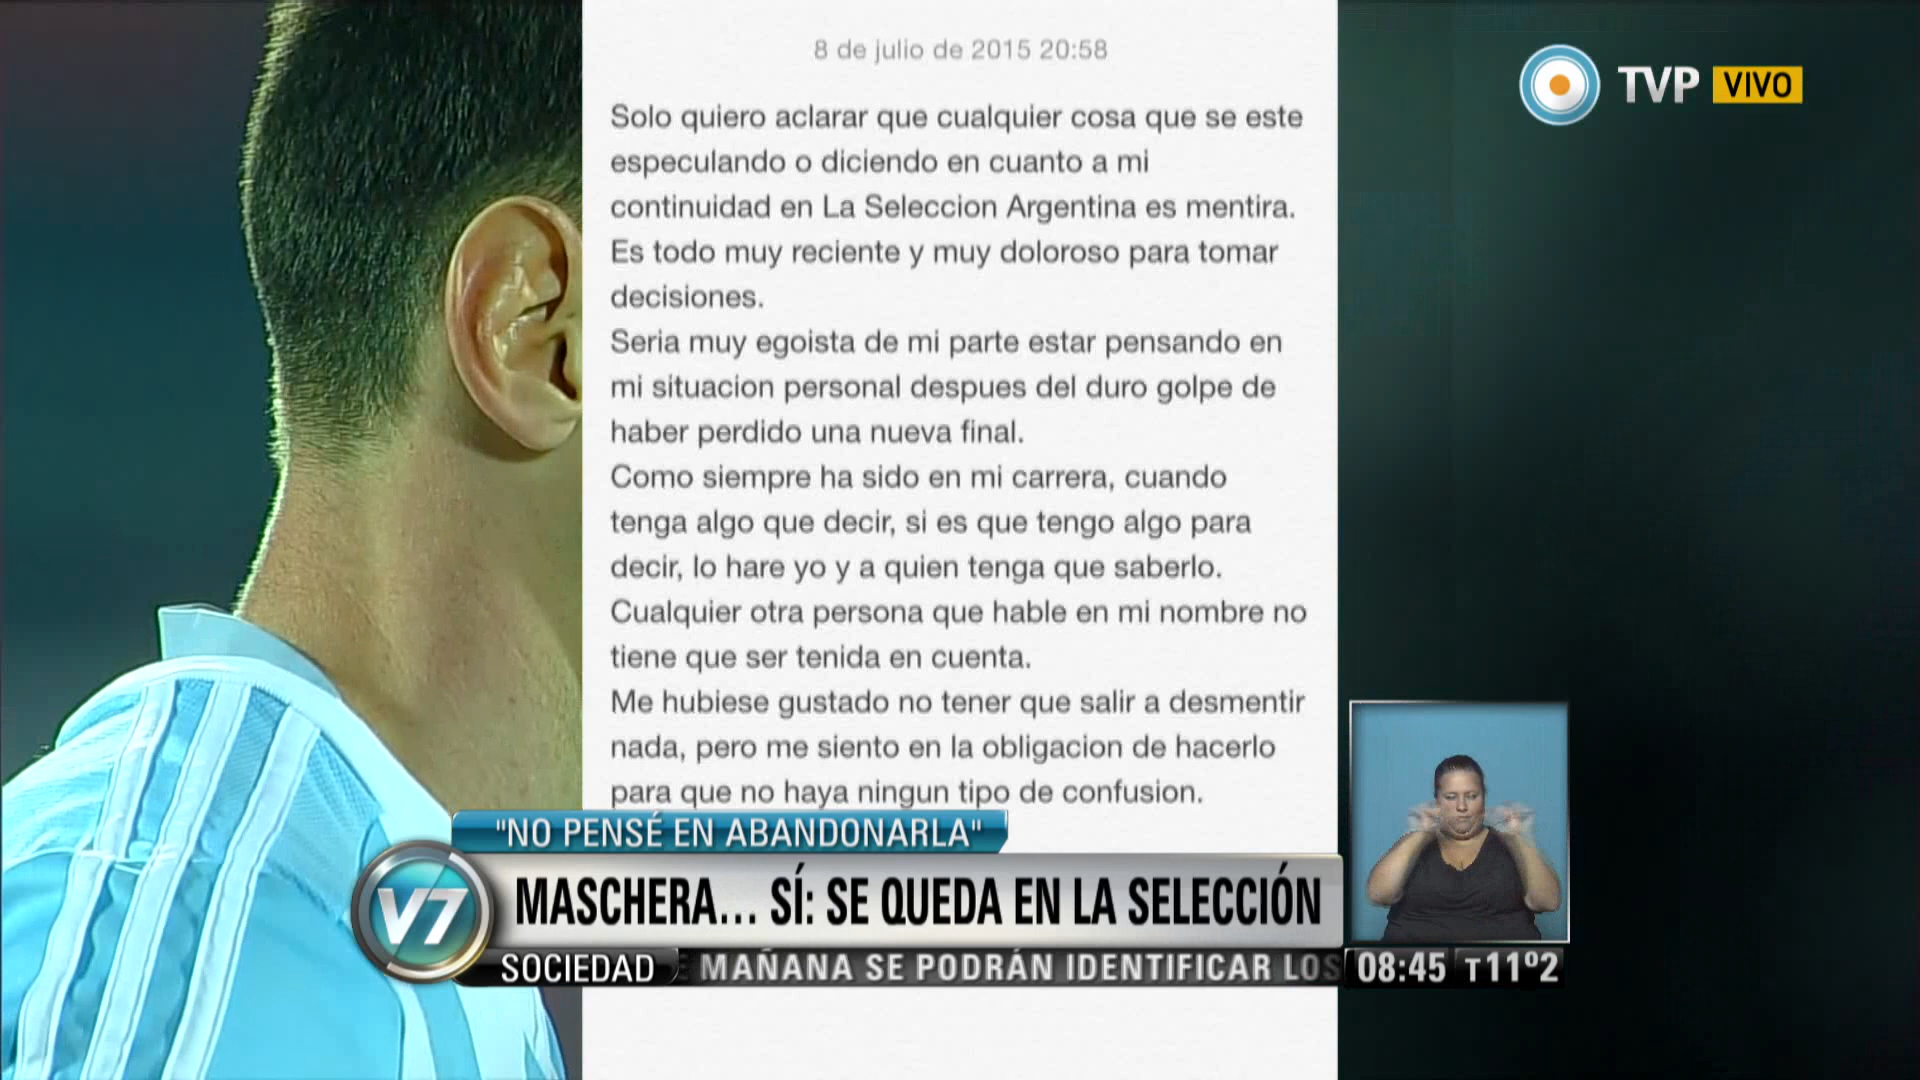 8 de julio de 2015 20:58
TVP VIVO
Solo quiero aclarar que cualquier cosa que se este
especulando o diciendo en cuanto a mi
continuidad en La Seleccion Argentina es mentira.
Es todo muy reciente y muy doloroso para tomar
decisiones.
Seria muy egoista de mi parte estar pensando en
mi situacion personal despues del duro golpe de
haber perdido una nueva final.
Como siempre ha sido en mi carrera, cuando
tenga algo que decir, si es que tengo algo para
decir, lo hare yo y a quien tenga que saberlo.
Cualquier otra persona que hable en mi nombre no
tiene que ser tenida en cuenta.
Me hubiese gustado no tener que salir a desmentir
nada, pero me siento en la obligacion de hacerlo
para que no haya ningun tipo de confusion.
"NO PENSÉ EN ABANDONARLA"
V7
MASCHERA... SÍ: SE QUEDA EN LA SELECCIÓN
SOCIEDAD
MAÑANA SE PODRÁN IDENTIFICAR LOS
08:45 T11º2